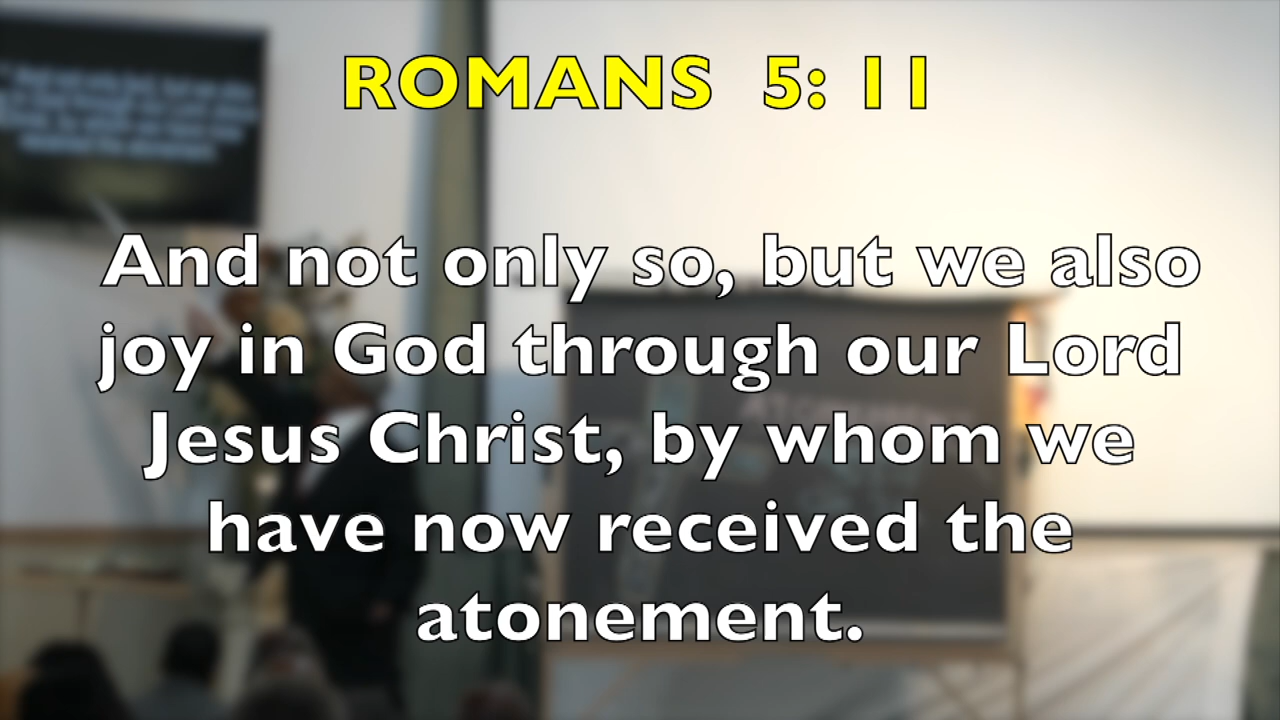 ROMANS 5: 11
And not only so, but we also
joy in God through our Lord
Jesus Christ, by whom we
have now received the
atonement.